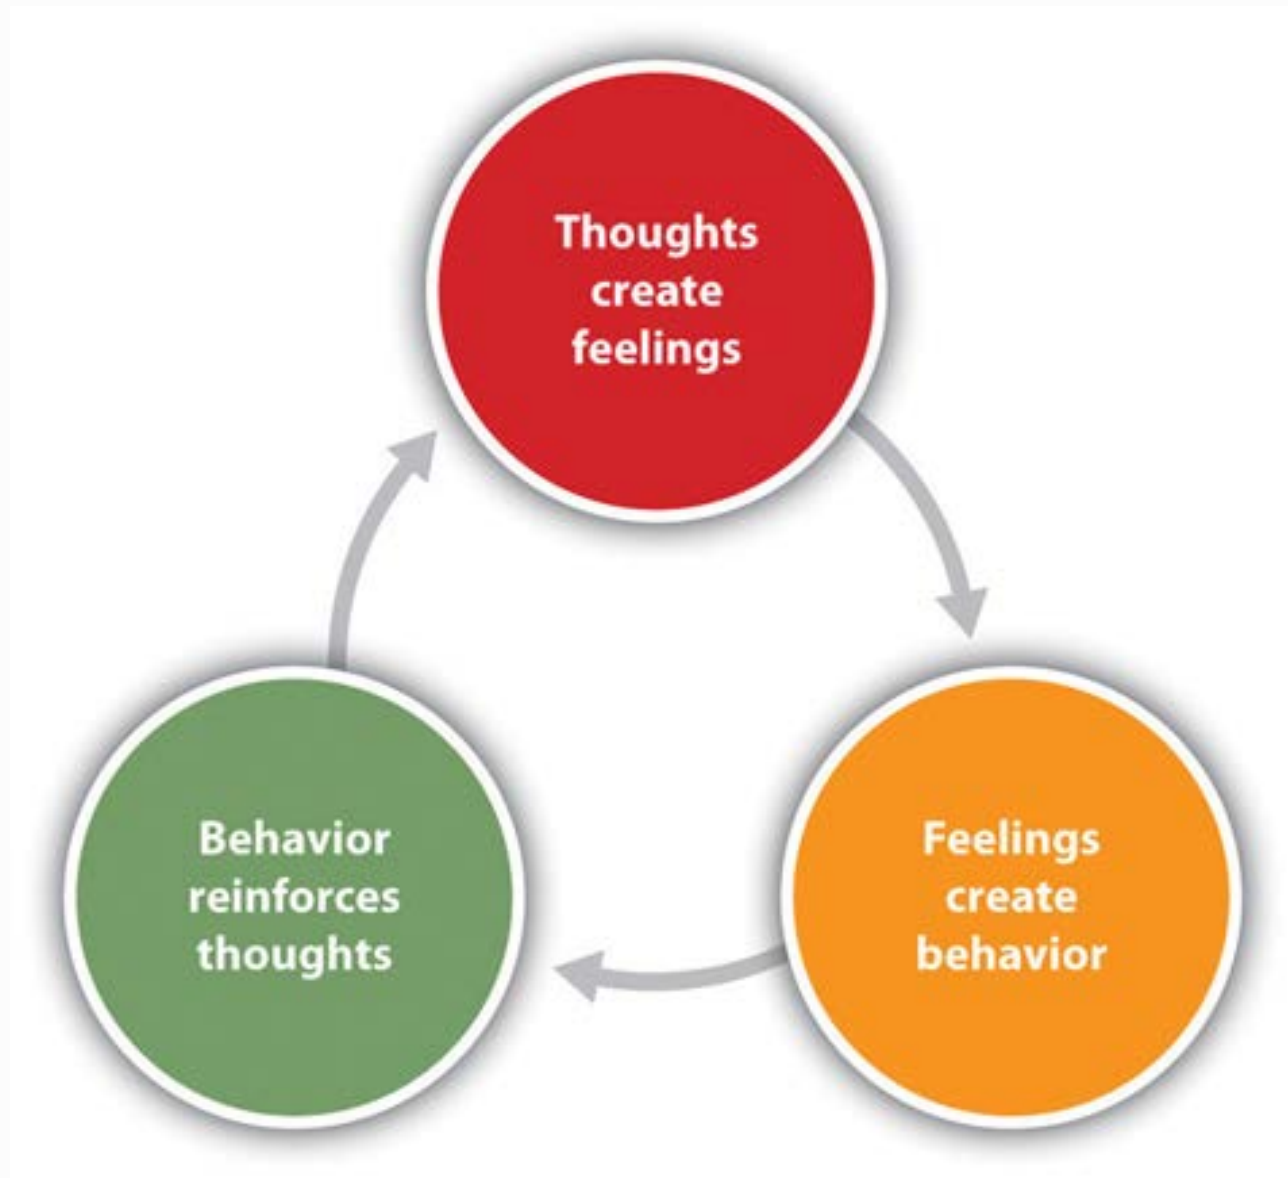 Thoughts
create
feelings
Feelings
create
behavior
Behavior
reinforces
thoughts